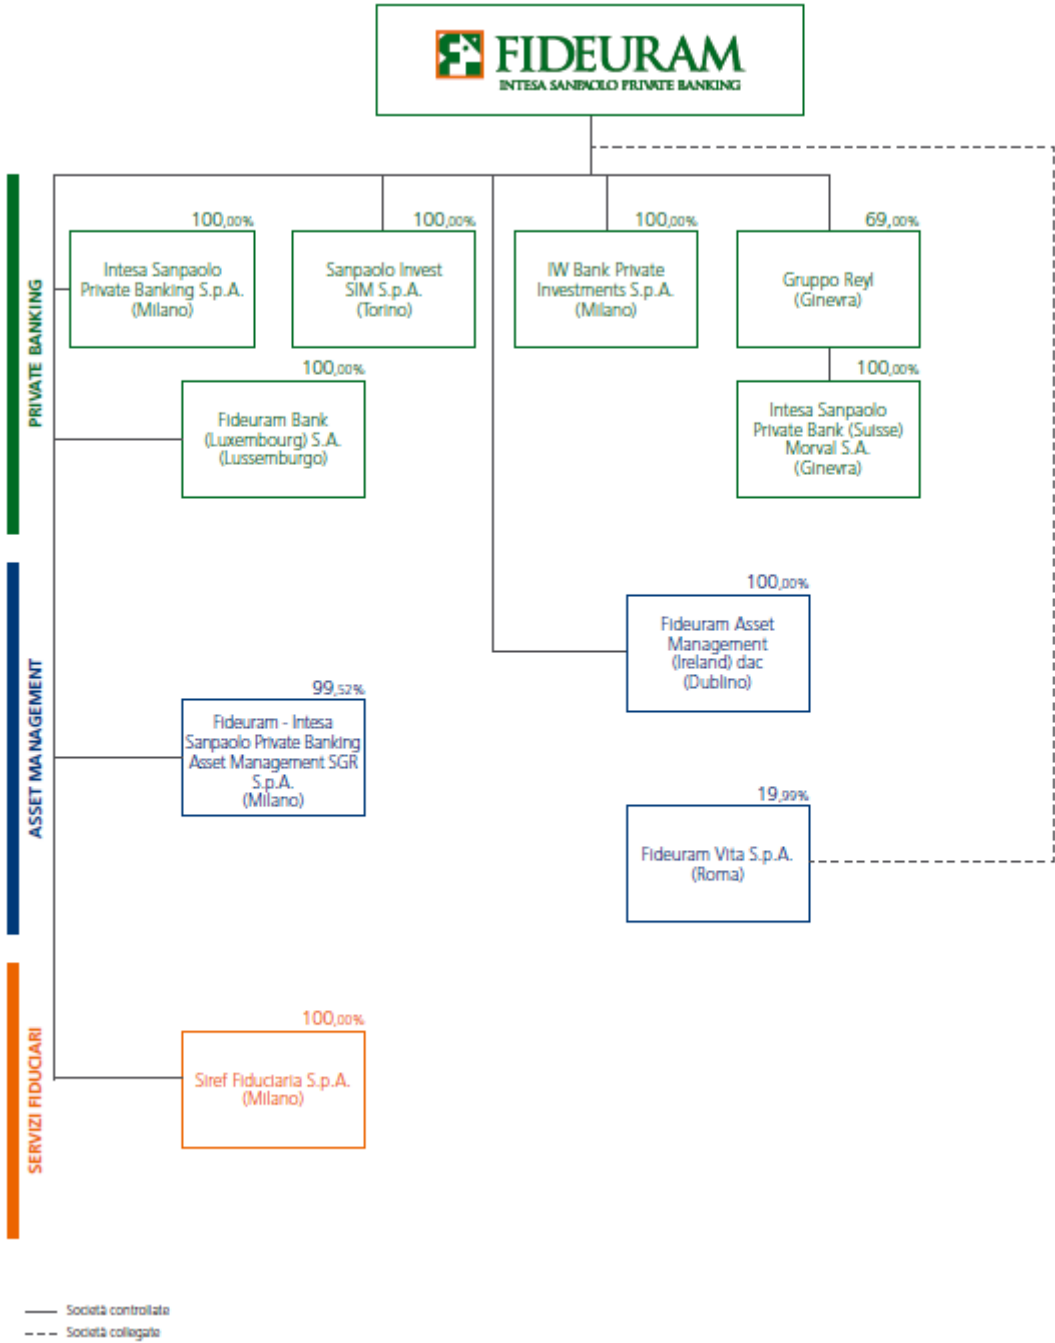 FIDEURAM
INTESA SANPAOLO PRIVATE BANKING
PRIVATE BANKING
100,00%
Intesa Sanpaolo
Private Banking S.p.A.
(Milano)
100,00%
Sanpaolo Invest
SIM S.p.A.
(Torino)
100,00%
IW Bank Private
Investments S.p.A.
(Milano)
69,00%
Gruppo Reyl
(Ginevra)
100,00%
Fideuram Bank
(Luxembourg) S.A.
(Lussemburgo)
100,00%
Intesa Sanpaolo
Private Bank (Suisse)
Morval S.A.
(Ginevra)
ASSET MANAGEMENT
100,00%
Fideuram Asset
Management
(Ireland) dac
(Dublino)
99,52%
Fideuram - Intesa
Sanpaolo Private Banking
Asset Management SGR
S.p.A.
(Milano)
19,99%
Fideuram Vita S.p.A.
(Roma)
SERVIZI FIDUCIARI
100,00%
Siref Fiduciaria S.p.A.
(Milano)
Società controllate
Società collegate